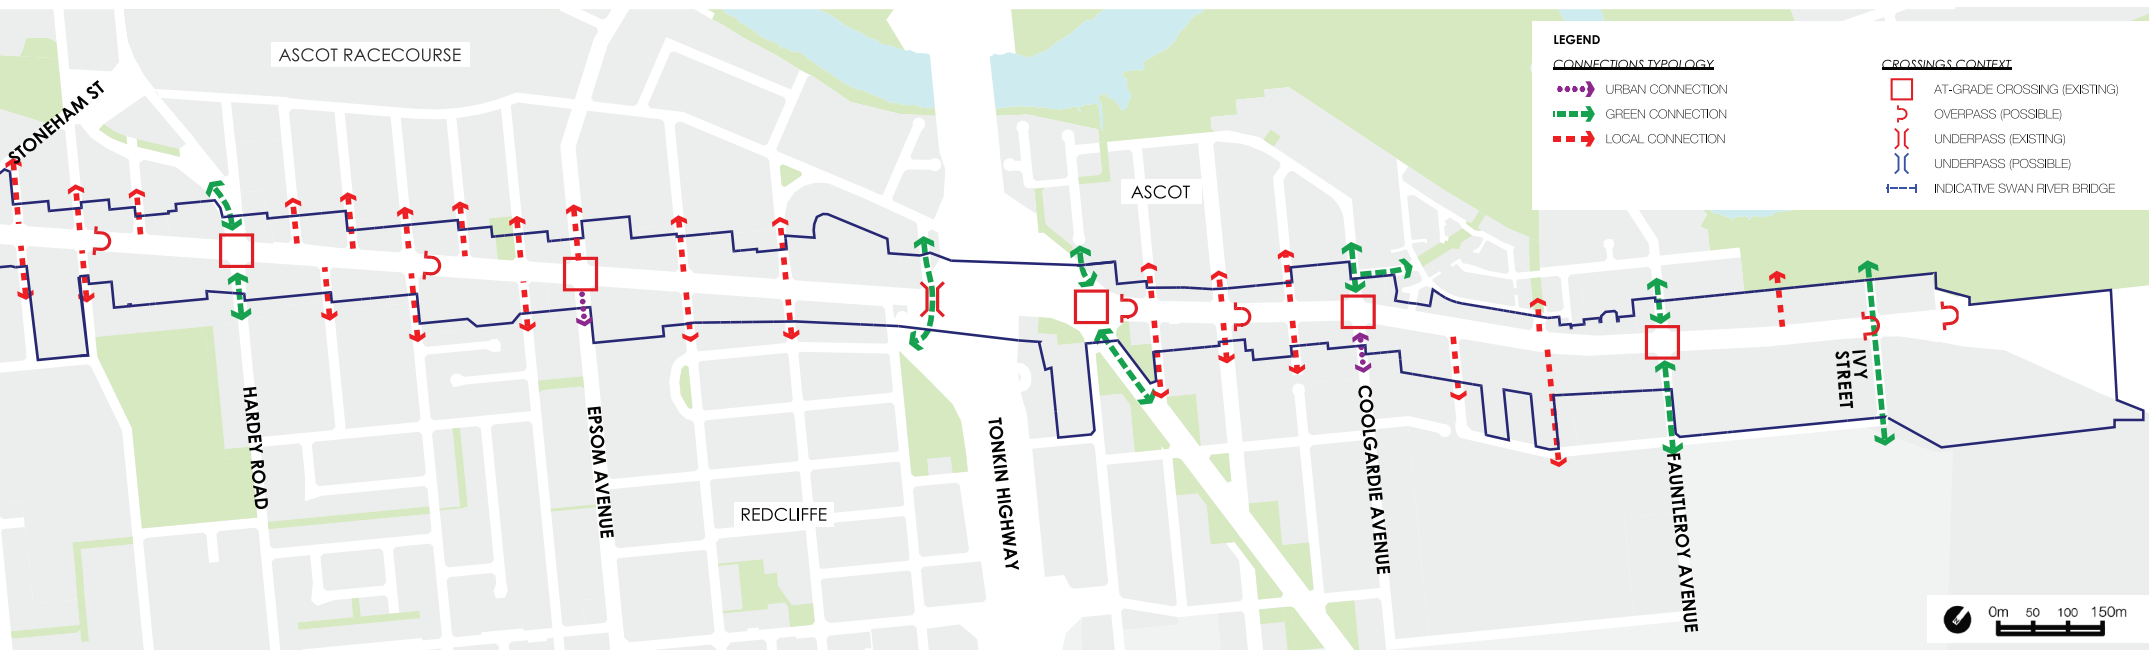 ASCOT RACECOURSE
STONEHAM ST
ASCOT
HARDEY ROAD
EPSOM AVENUE
REDCLIFFE
TONKIN HIGHWAY
COOLGARDIE AVENUE
FAUNTLEROY AVENUE
IVY
STREET
LEGEND
CONNECTIONS TYPOLOGY
URBAN CONNECTION
GREEN CONNECTION
LOCAL CONNECTION
CROSSINGS CONTEXT
AT-GRADE CROSSING (EXISTING)
OVERPASS (POSSIBLE)
UNDERPASS (EXISTING)
UNDERPASS (POSSIBLE)
INDICATIVE SWAN RIVER BRIDGE
0m 50 100 150m